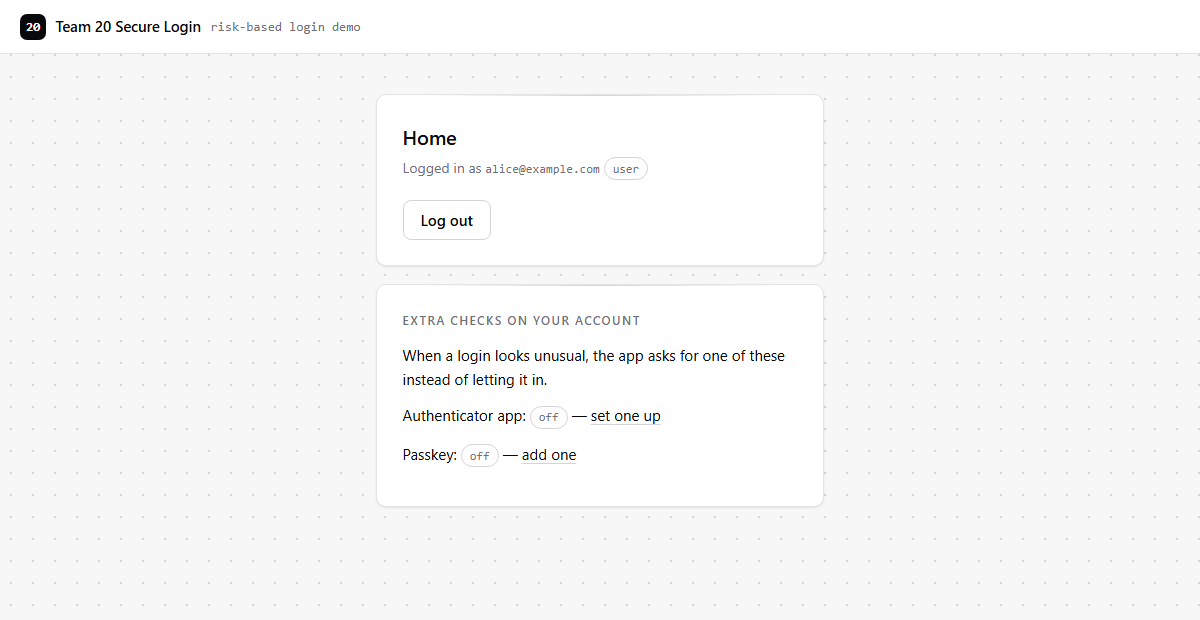 20 Team 20 Secure Login risk-based login demo
Home
Logged in as alice@example.com user
Log out
EXTRA CHECKS ON YOUR ACCOUNT
When a login looks unusual, the app asks for one of these
instead of letting it in.
Authenticator app: off — set one up
Passkey: off — add one